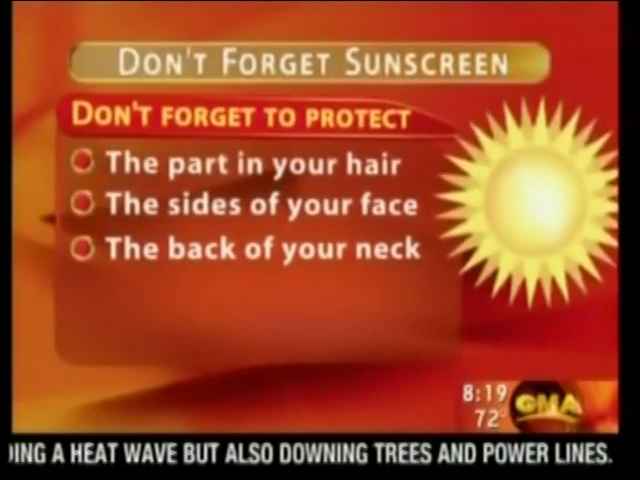 DON'T FORGET SUNSCREEN
DON'T FORGET TO PROTECT
The part in your hair
The sides of your face
The back of your neck
8:19
72°
GMA
ING A HEAT WAVE BUT ALSO DOWNING TREES AND POWER LINES.